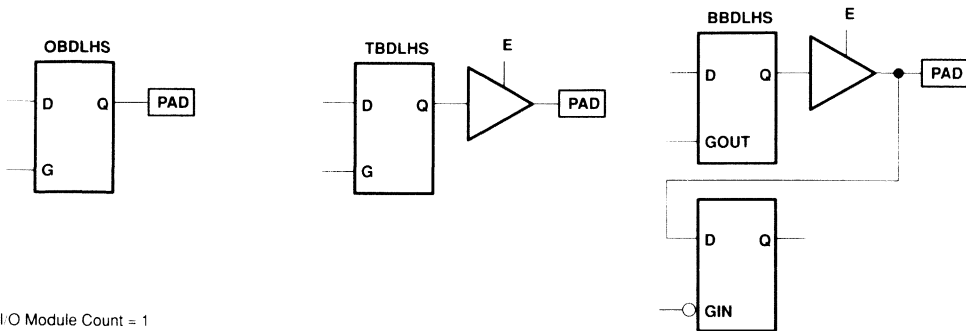 OBDLHS
D Q
PAD
G
TBDLHS
E
D Q
PAD
G
BBDLHS
E
D Q
PAD
GOUT
D Q
GIN
I/O Module Count = 1